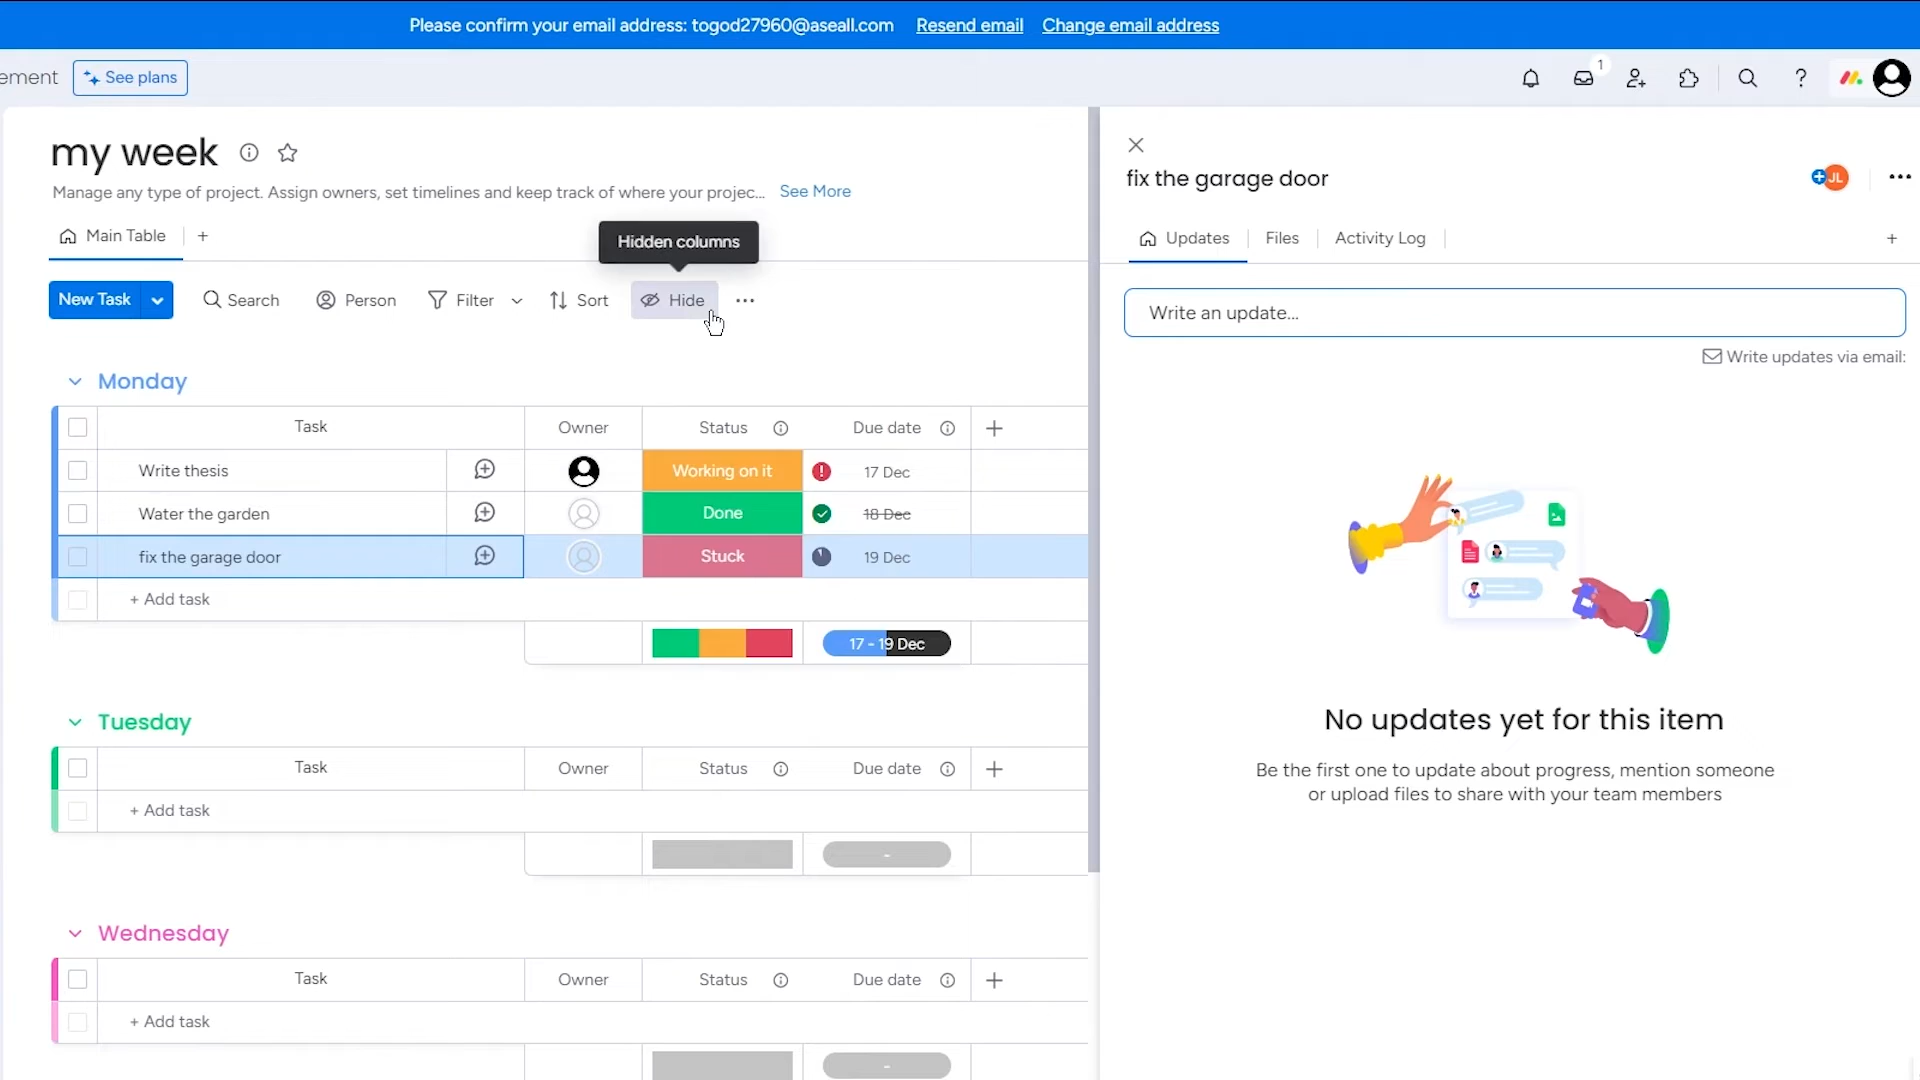 Please confirm your email address: togod27960@aseall.com Resend email Change email address
ement See plans
1
?
my week
Manage any type of project. Assign owners, set timelines and keep track of where your projec... See More
Main Table +
Hidden columns
New Task Search Person Filter Sort Hide ...
Monday
Task Owner Status Due date +
Write thesis Working on it ! 17 Dec
Water the garden Done 18 Dec
fix the garage door Stuck 19 Dec
+ Add task
17 - 19 Dec
Tuesday
Task Owner Status Due date +
+ Add task
-
Wednesday
Task Owner Status Due date +
+ Add task
-
fix the garage door
JL
Updates Files Activity Log +
Write an update...
Write updates via email:
No updates yet for this item
Be the first one to update about progress, mention someone
or upload files to share with your team members